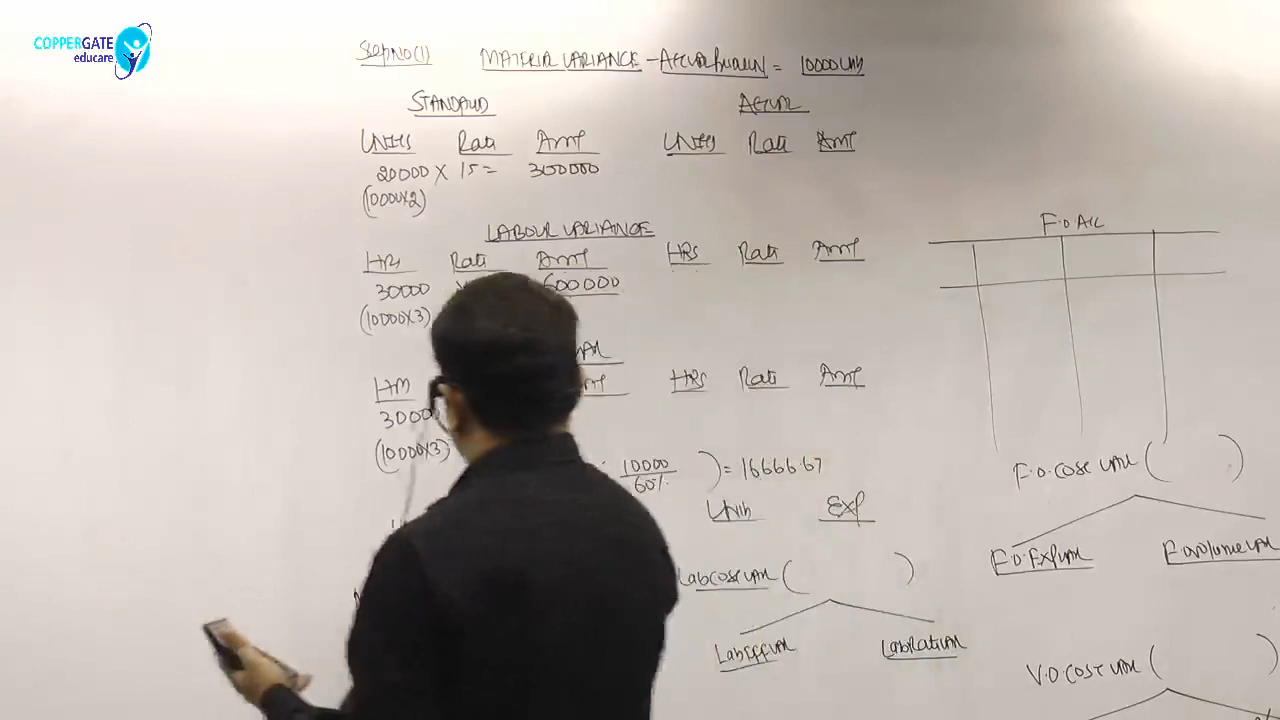 COPPERGATE
educare
Step No (1) MATERIAL VARIANCE - Actual = 10000 Units
STANDARD ACTUAL
UNITS Rate Amt UNITS Rate Amt
20000 x 15 = 300000
(10000x2)
LABOUR VARIANCE
HRS Rate Amt HRS Rate Amt
30000 600000
(10000x3)
HRS HRS Rate Amt
30000
(10000x3)
10000
60% ) = 16666.67
Units EXP
Lab Cost VAR ( )
Lab Eff VAR Lab Rate VAR
F.O. A/C
F.O. COST VAR ( )
F.O. Exp VAR F.O. Volume VAR
V.O. COST VAR (